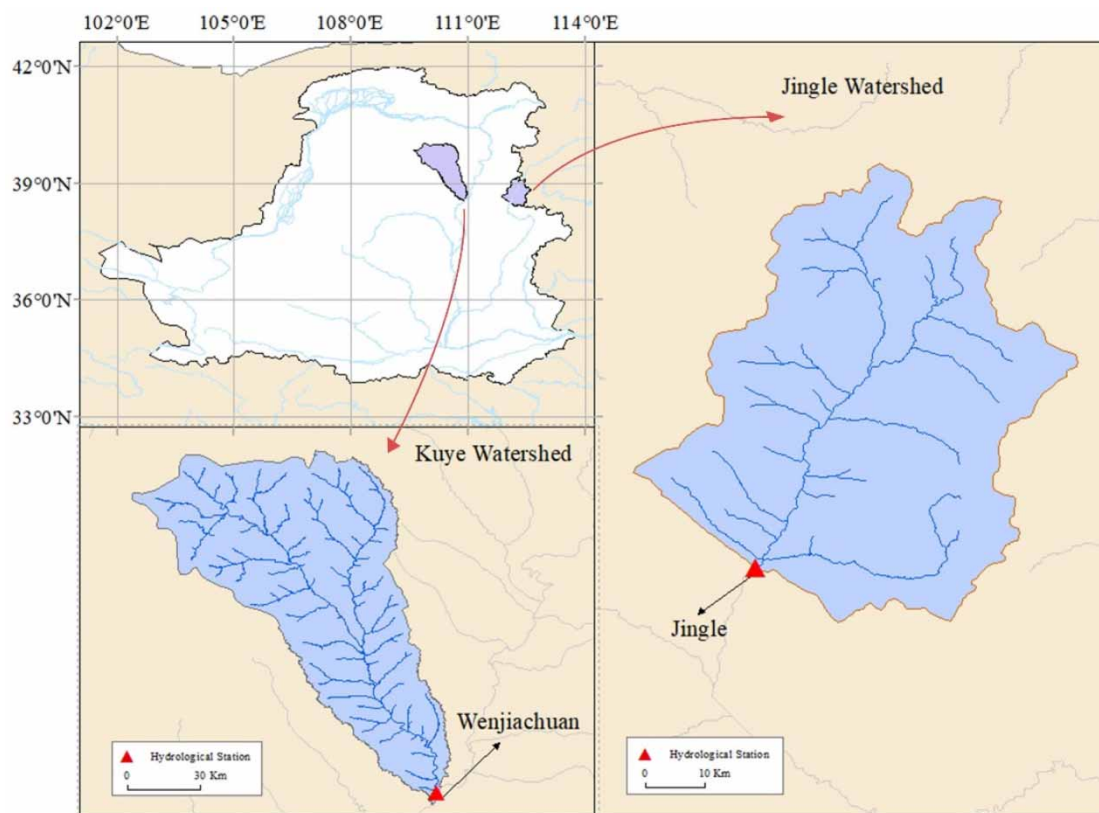 102°0'E 105°0'E 108°0'E 111°0'E 114°0'E
42°0'N
39°0'N
36°0'N
33°0'N
Jingle Watershed
Kuye Watershed
Wenjiachuan
Hydrological Station
0 30 Km
Jingle
Hydrological Station
0 10 Km